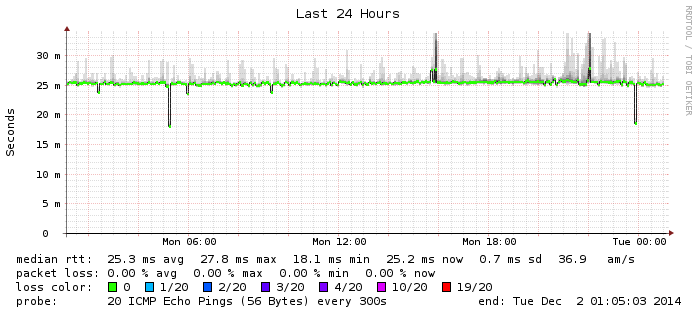 Last 24 Hours
RRDTOOL / TOBI OETIKER
Seconds
30 m
25 m
20 m
15 m
10 m
5 m
0
Mon 06:00 Mon 12:00 Mon 18:00 Tue 00:00
median rtt: 25.3 ms avg 27.8 ms max 18.1 ms min 25.2 ms now 0.7 ms sd 36.9 am/s
packet loss: 0.00 % avg 0.00 % max 0.00 % min 0.00 % now
loss color: 0 1/20 2/20 3/20 4/20 10/20 19/20
probe: 20 ICMP Echo Pings (56 Bytes) every 300s end: Tue Dec 2 01:05:03 2014